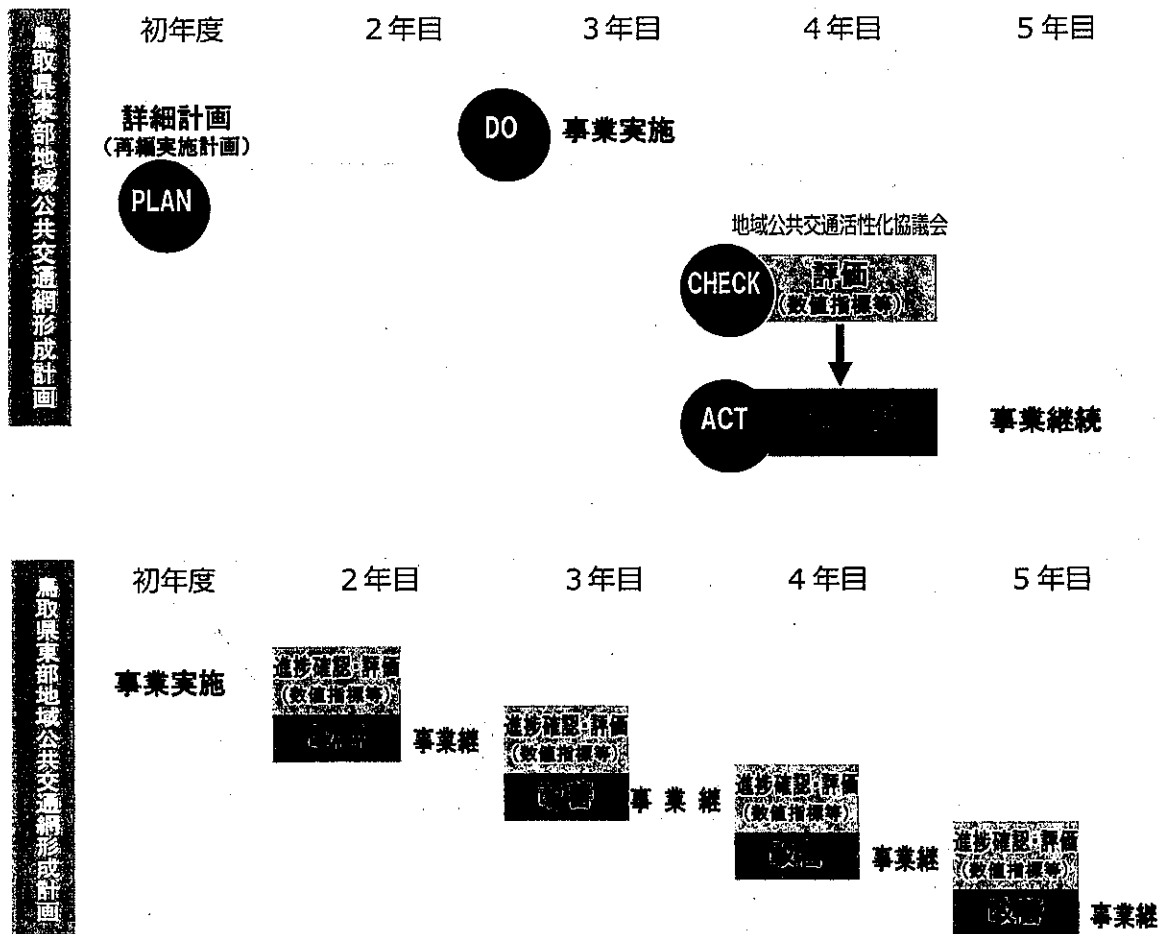 鳥取県東部地域公共交通網形成計画
初年度
2年目
3年目
4年目
5年目
詳細計画
(再編実施計画)
PLAN
DO
事業実施
地域公共交通活性化協議会
CHECK
評価
(数値指標等)
ACT
事業継続
鳥取県東部地域公共交通網形成計画
初年度
2年目
3年目
4年目
5年目
事業実施
進捗確認・評価
(数値指標等)
事業継
進捗確認・評価
(数値指標等)
改善
事業継
進捗確認・評価
(数値指標等)
改善
事業継
進捗確認・評価
(数値指標等)
改善
事業継